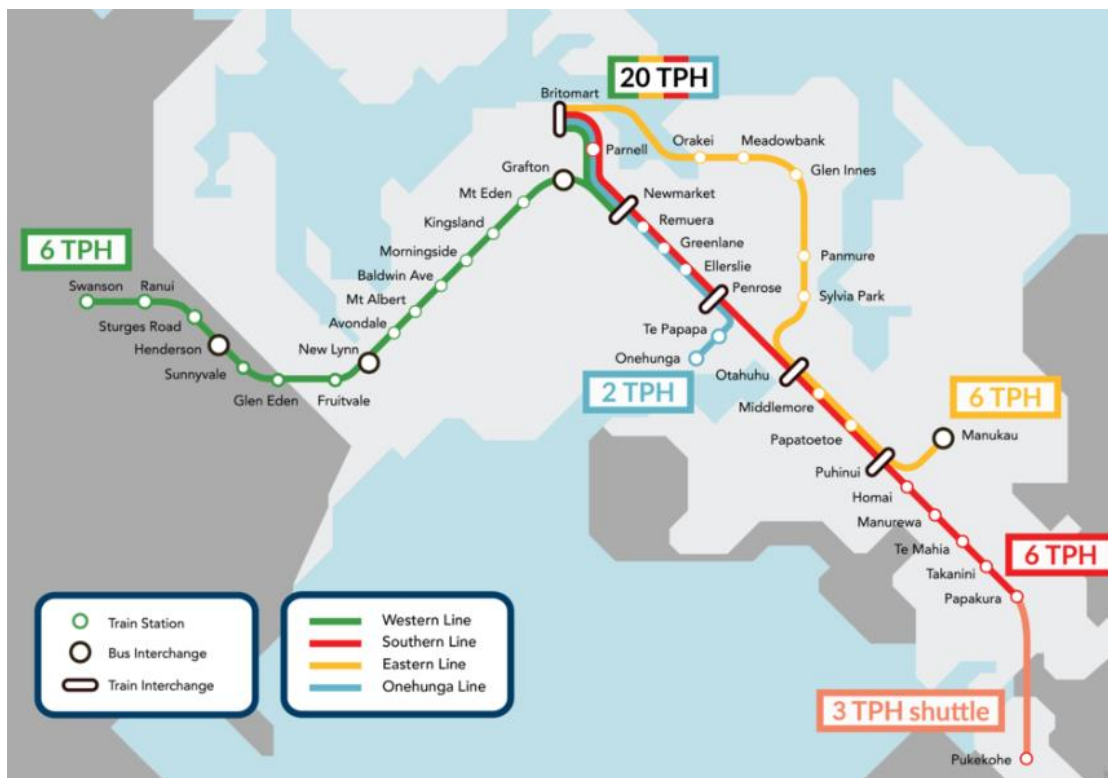 20 TPH
Britomart
Parnell
Orakei
Meadowbank
Glen Innes
Grafton
Mt Eden
Newmarket
Kingsland
Remuera
Morningside
Greenlane
Panmure
6 TPH
Baldwin Ave
Ellerslie
Swanson
Ranui
Mt Albert
Penrose
Sylvia Park
Sturges Road
Avondale
Te Papapa
Henderson
New Lynn
Onehunga
Sunnyvale
Otahuhu
Glen Eden
Fruitvale
2 TPH
Middlemore
6 TPH
Papatoetoe
Manukau
Puhinui
Homai
Manurewa
Te Mahia
6 TPH
Takanini
Papakura
Train Station
Bus Interchange
Train Interchange
Western Line
Southern Line
Eastern Line
Onehunga Line
3 TPH shuttle
Pukekohe